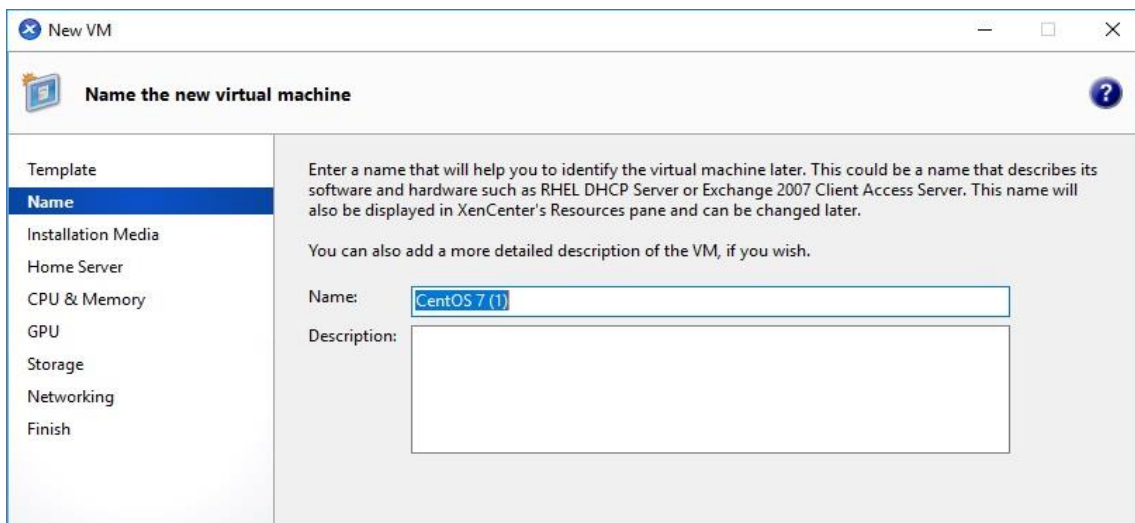 New VM
Name the new virtual machine
Template
Name
Installation Media
Home Server
CPU & Memory
GPU
Storage
Networking
Finish
Enter a name that will help you to identify the virtual machine later. This could be a name that describes its
software and hardware such as RHEL DHCP Server or Exchange 2007 Client Access Server. This name will
also be displayed in XenCenter's Resources pane and can be changed later.
You can also add a more detailed description of the VM, if you wish.
Name: CentOS 7 (1)
Description: